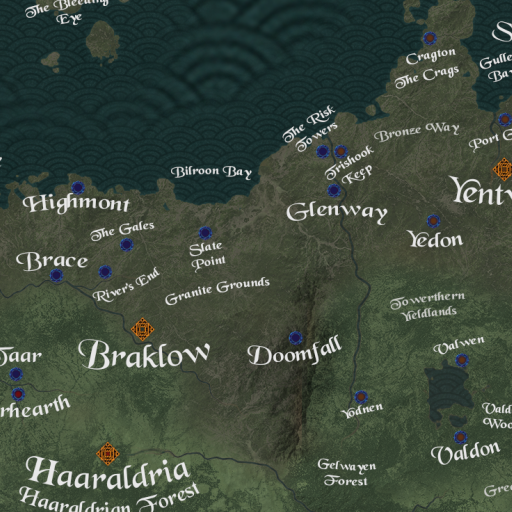 The Bleeding
Eye
Cragton
The Crags
The Risk
Towers
Bronze Way
Trishook
Keep
Bilroon Bay
Highmont
Glenway
The Gales
Slate
Point
Yedon
Brace
River's End
Granite Grounds
Towerthern
Yeldlands
Braklow
Doomfall
Valwen
Yodnen
Valdon
Gelwayen
Forest
Haaraldria
Haaraldrian Forest